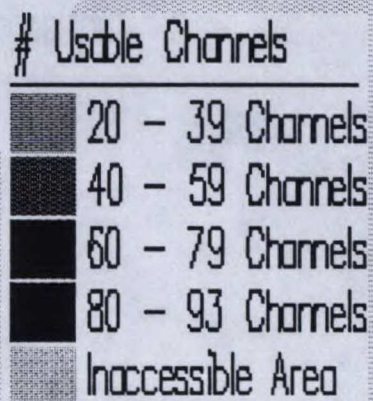 # Usable Channels
20 – 39 Channels
40 – 59 Channels
60 – 79 Channels
80 – 93 Channels
Inaccessible Area